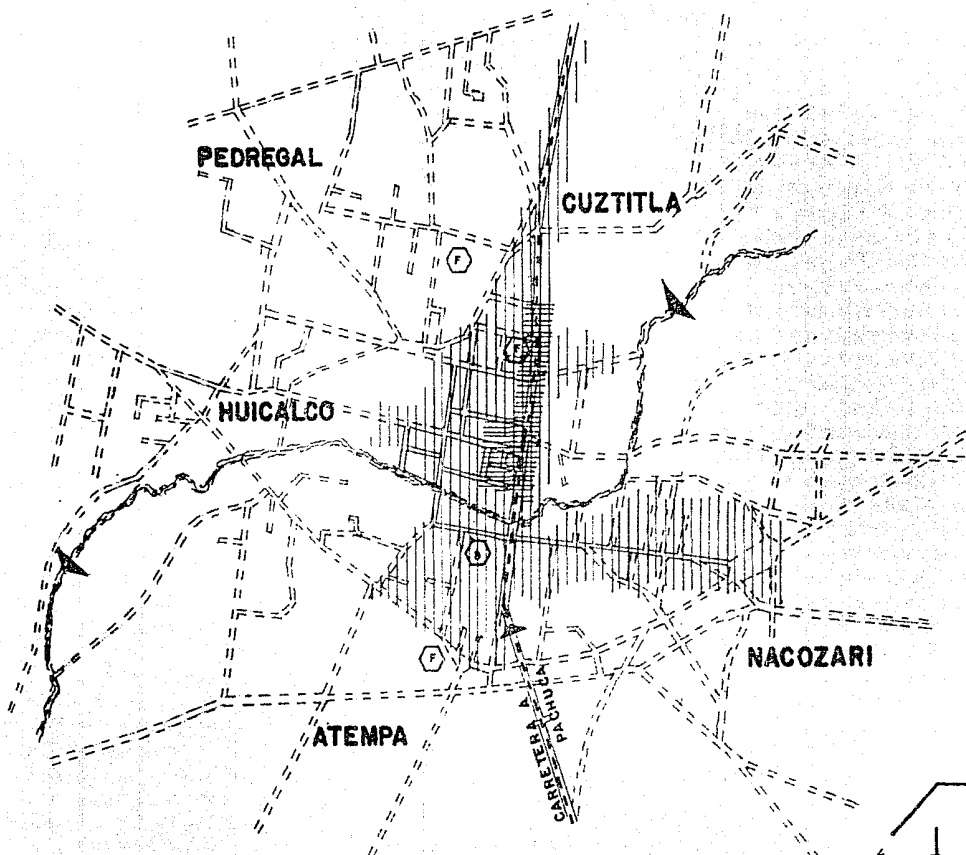 PEDREGAL
CUZTITLA
F
F
HUICALCO
F
NACOZARI
ATEMPA
CARRETERA A
PACHUCA